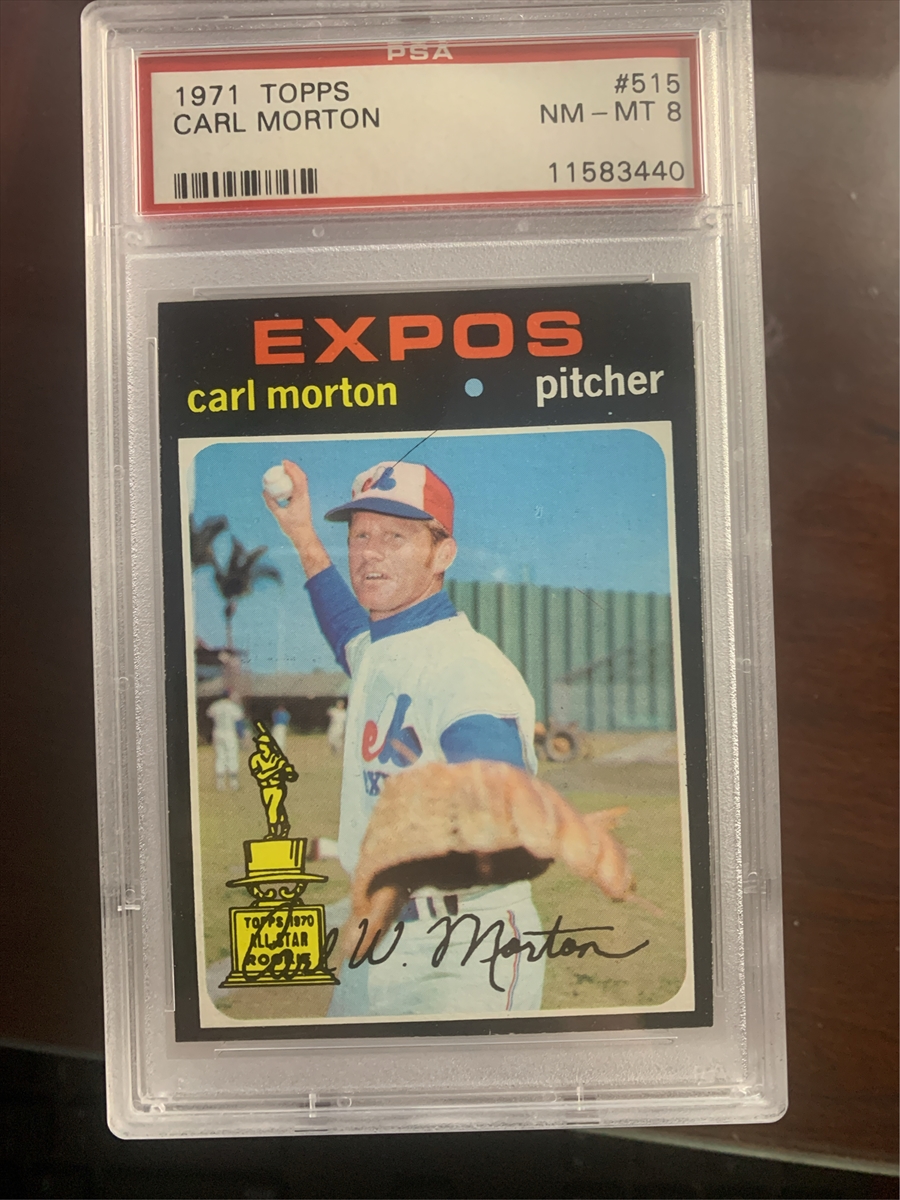 PSA
1971 TOPPS #515
CARL MORTON NM-MT 8
11583440
EXPOS
carl morton pitcher
eb
TOPPS 1970
ALL-STAR
ROOKIE
Carl W. Morton